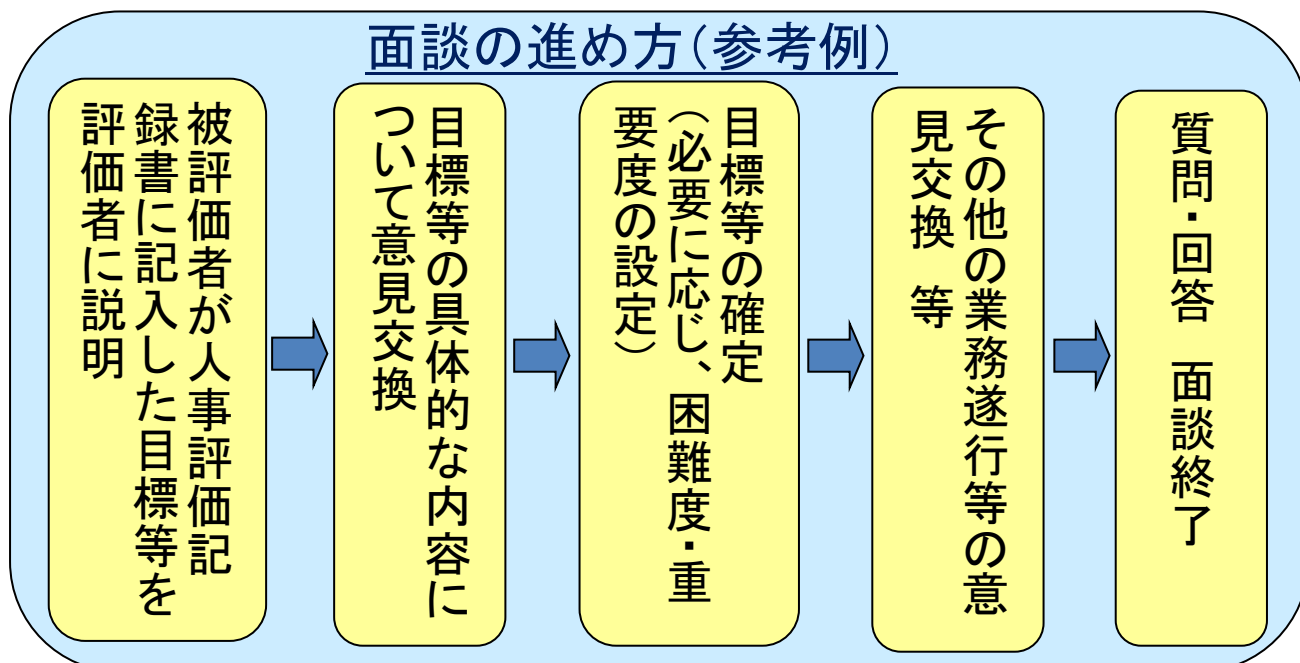 面談の進め方（参考例）
被評価者が人事評価記
録書に記入した目標等を
評価者に説明
目標等の具体的な内容に
ついて意見交換
目標等の確定
（必要に応じ、困難度・重
要度の設定）
その他の業務遂行等の意
見交換　等
質問・回答　面談終了